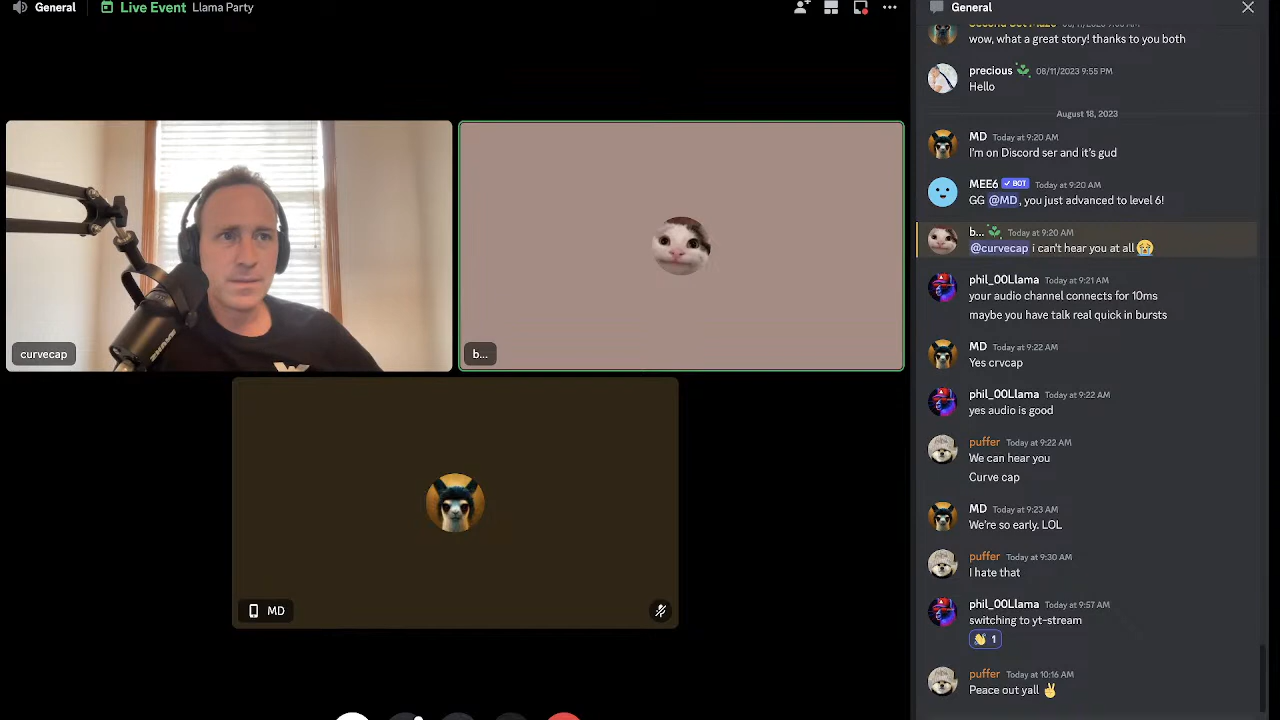 General
Live Event
Llama Party
curvecap
b...
MD
General
wow, what a great story! thanks to you both
precious 08/11/2023 9:55 PM
Hello
August 18, 2023
MD Today at 9:20 AM
I'm on Discord ser and it's gud
MEE6 ✓ BOT Today at 9:20 AM
GG @MD, you just advanced to level 6!
b... Today at 9:20 AM
@curvecap i can't hear you at all 😭
phil_00Llama Today at 9:21 AM
your audio channel connects for 10ms
maybe you have talk real quick in bursts
MD Today at 9:22 AM
Yes crvcap
phil_00Llama Today at 9:22 AM
yes audio is good
puffer Today at 9:22 AM
We can hear you
Curve cap
MD Today at 9:23 AM
We're so early. LOL
puffer Today at 9:30 AM
I hate that
phil_00Llama Today at 9:57 AM
switching to yt-stream
👋 1
puffer Today at 10:16 AM
Peace out yall ✌